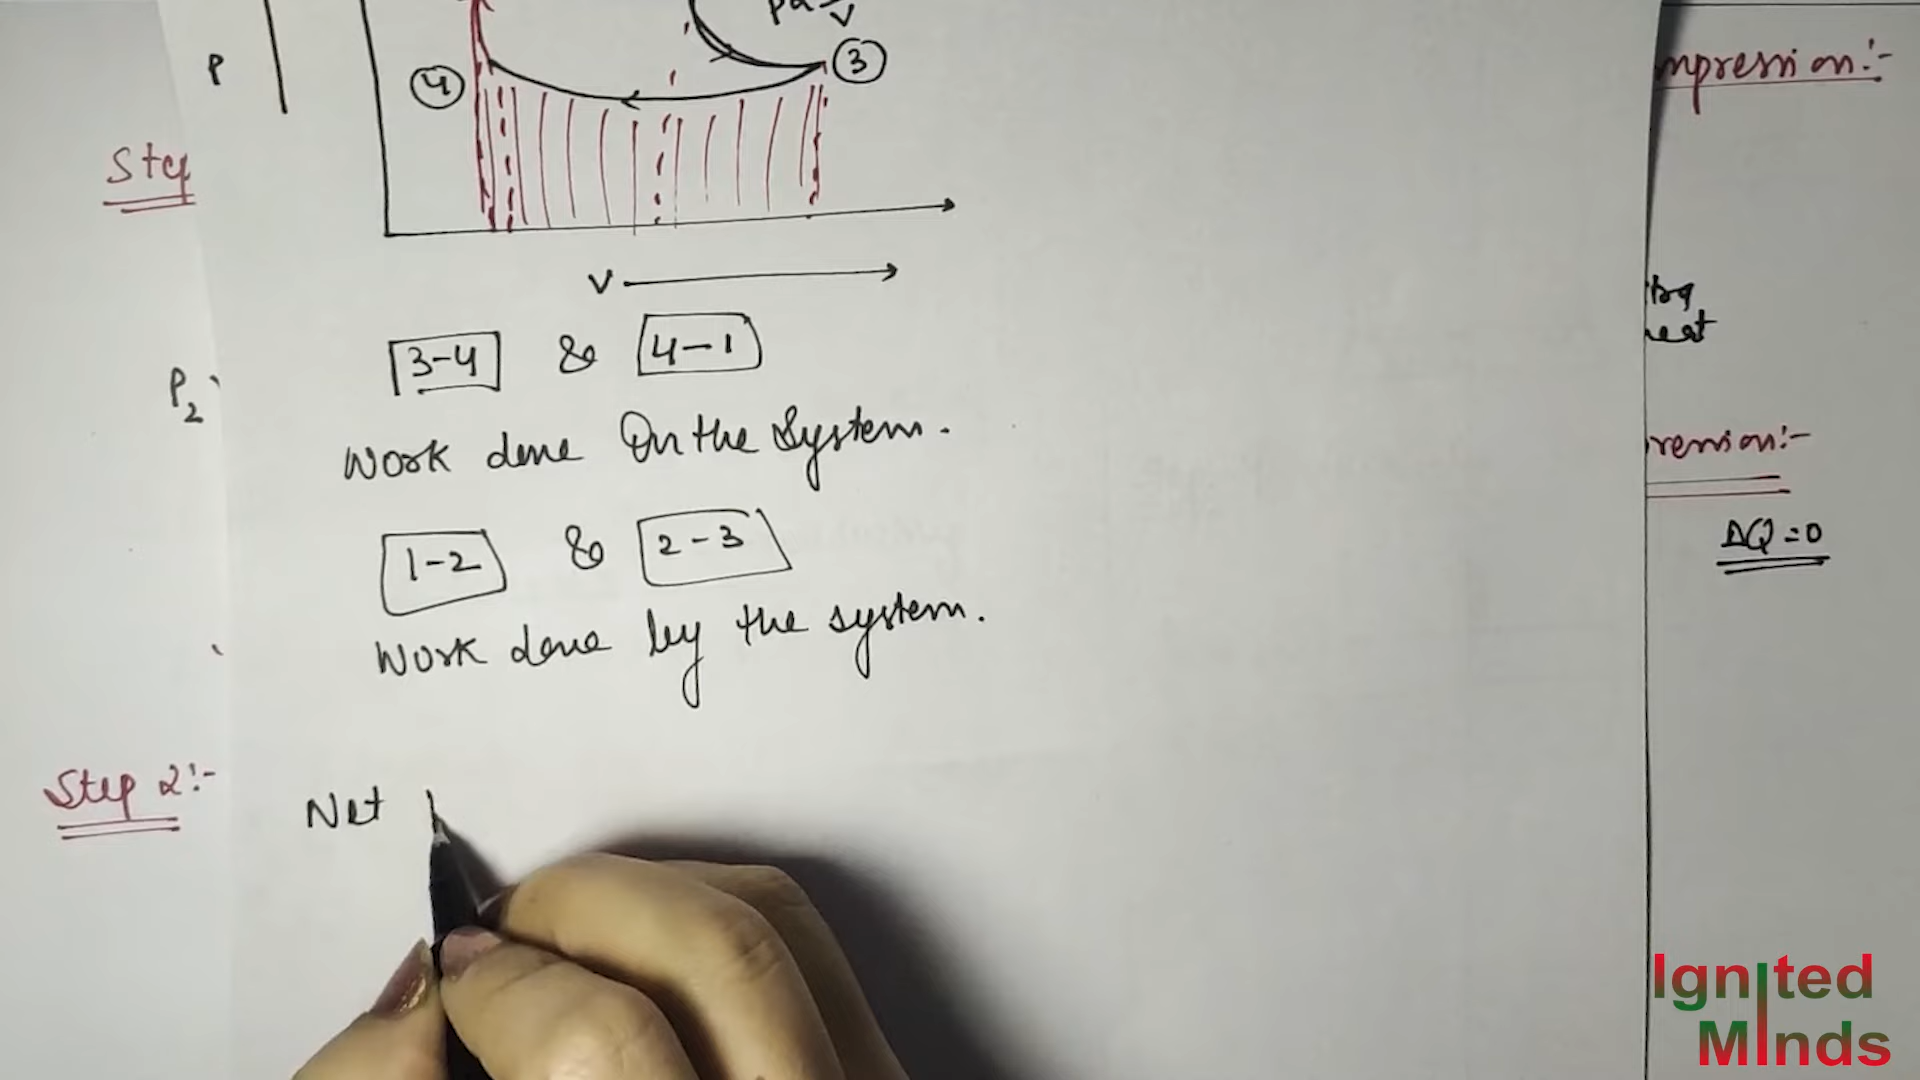 P∝ 1/V
P
4
3
mpression:-
Step
V
3-4 & 4-1
P2
Work done On the System.
ression:-
1-2 & 2-3
ΔQ=0
Work done by the system.
Step 2:-
Net
Ignited
Minds